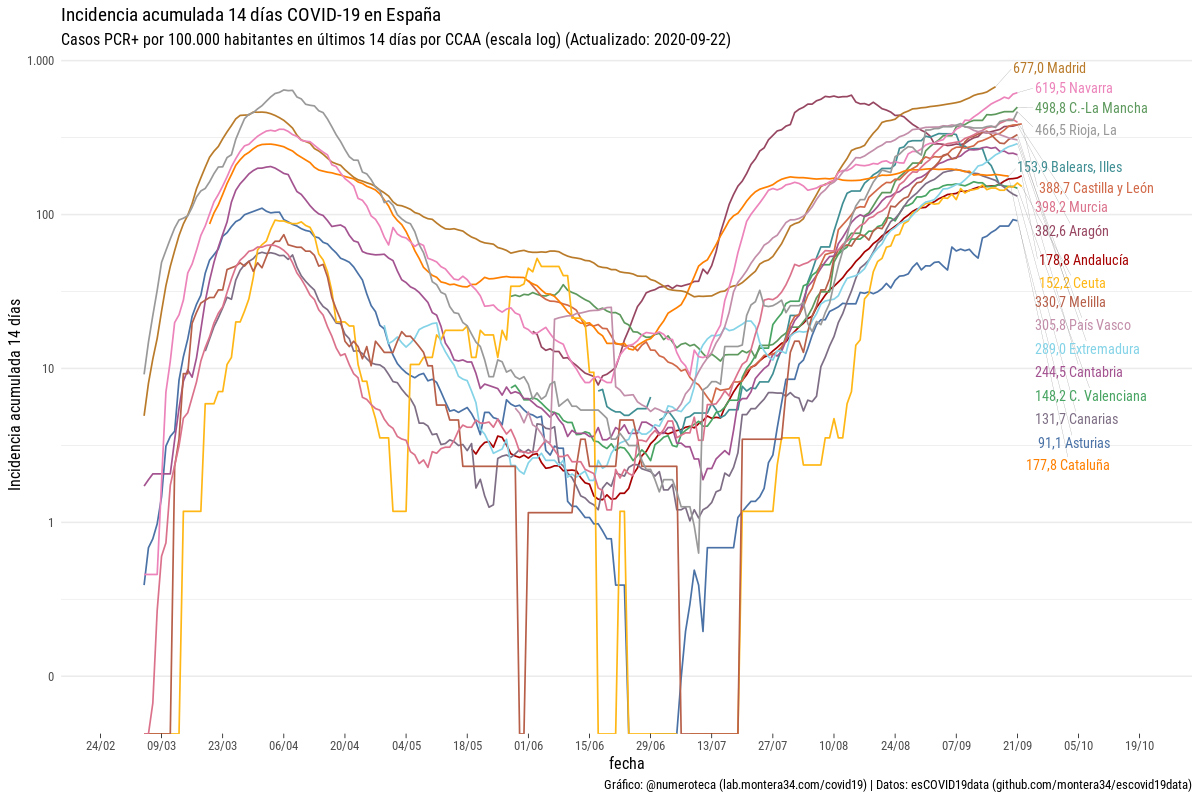 Incidencia acumulada 14 días COVID-19 en España
Casos PCR+ por 100.000 habitantes en últimos 14 días por CCAA (escala log) (Actualizado: 2020-09-22)
1.000
100
10
1
0
Incidencia acumulada 14 días
677,0 Madrid
619,5 Navarra
498,8 C.-La Mancha
466,5 Rioja, La
153,9 Balears, Illes
388,7 Castilla y León
398,2 Murcia
382,6 Aragón
178,8 Andalucía
152,2 Ceuta
330,7 Melilla
305,8 País Vasco
289,0 Extremadura
244,5 Cantabria
148,2 C. Valenciana
131,7 Canarias
91,1 Asturias
177,8 Cataluña
24/02 09/03 23/03 06/04 20/04 04/05 18/05 01/06 15/06 29/06 13/07 27/07 10/08 24/08 07/09 21/09 05/10 19/10
fecha
Gráfico: @numeroteca (lab.montera34.com/covid19) | Datos: esCOVID19data (github.com/montera34/escovid19data)